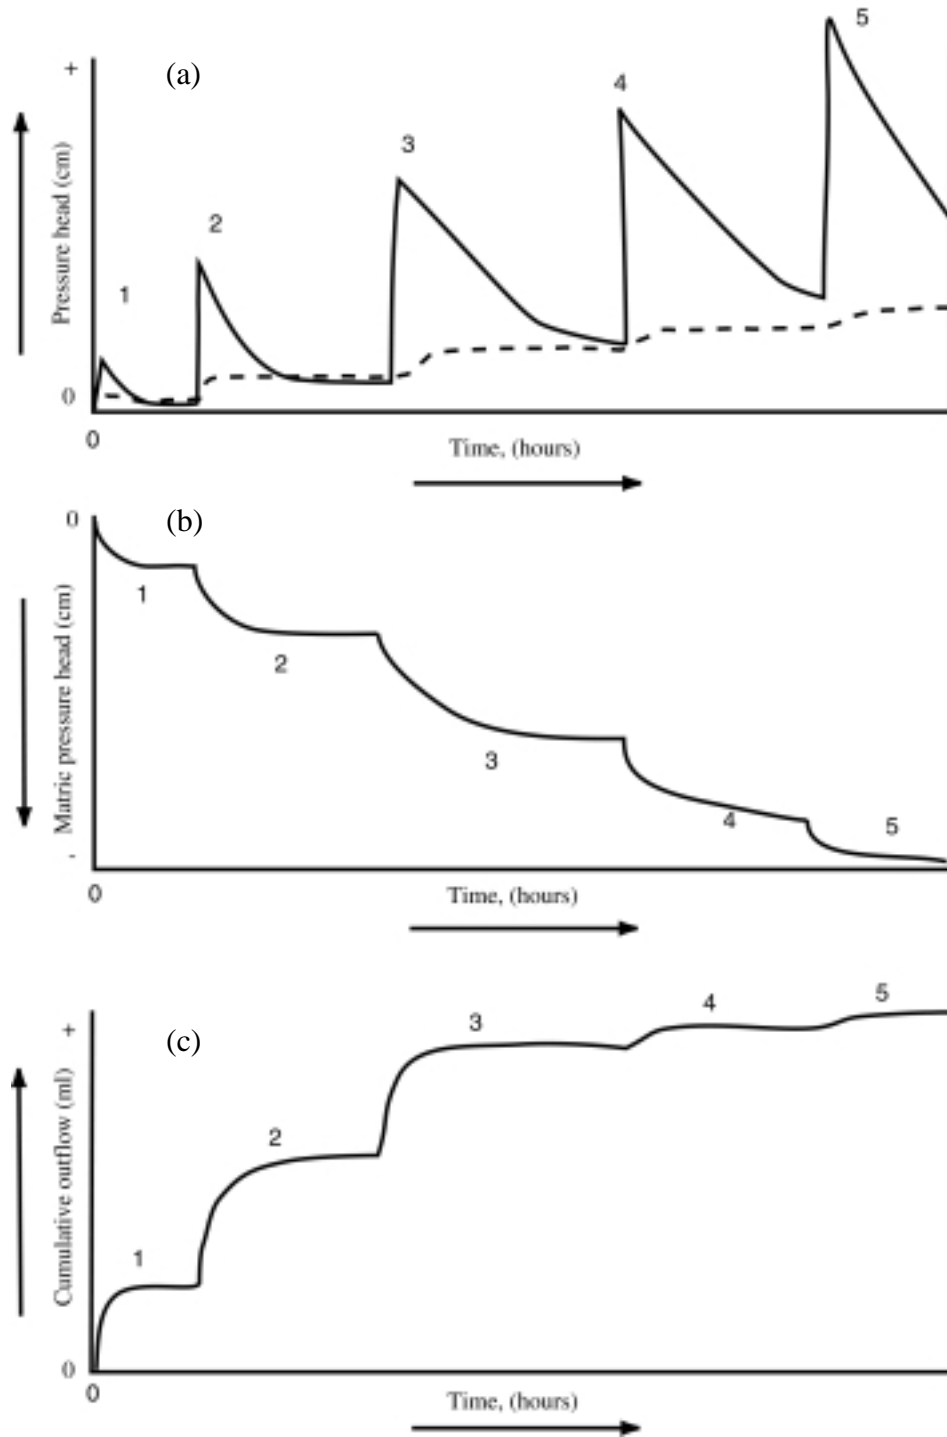 (a)
+
Pressure head (cm)
0
1
2
3
4
5
0
Time, (hours)
(b)
0
Matric pressure head (cm)
-
1
2
3
4
5
0
Time, (hours)
(c)
+
Cumulative outflow (ml)
0
1
2
3
4
5
0
Time, (hours)